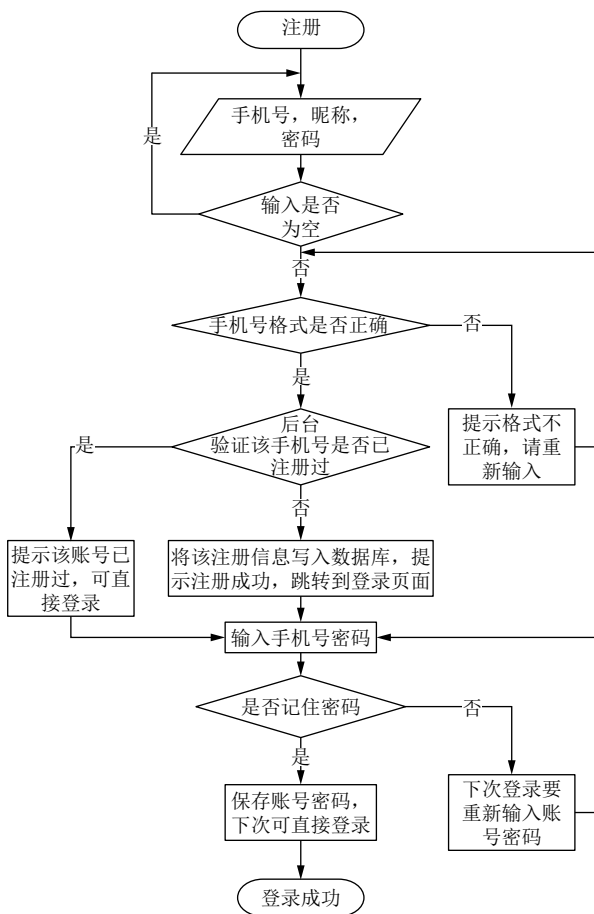 注册
手机号，昵称，
密码
是
输入是否
为空
否
手机号格式是否正确
否
是
提示格式不
正确，请重
新输入
后台
验证该手机号是否已
注册过
是
否
提示该账号已
注册过，可直
接登录
将该注册信息写入数据库，提
示注册成功，跳转到登录页面
输入手机号密码
是否记住密码
否
是
保存账号密码，
下次可直接登录
下次登录要
重新输入账
号密码
登录成功